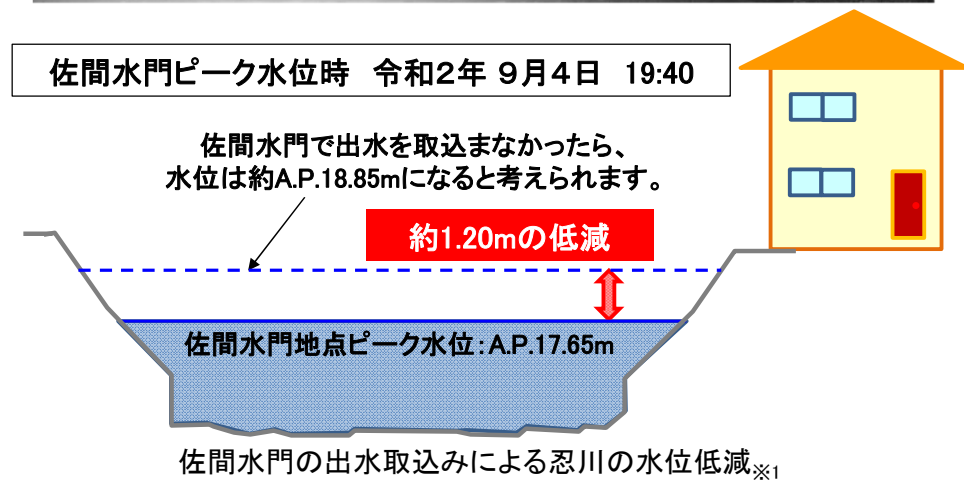 佐間水門ピーク水位時　令和２年 ９月４日　19:40
佐間水門で出水を取込まなかったら、
水位は約A.P.18.85mになると考えられます。
約1.20mの低減
佐間水門地点ピーク水位：A.P.17.65m
佐間水門の出水取込みによる忍川の水位低減※1